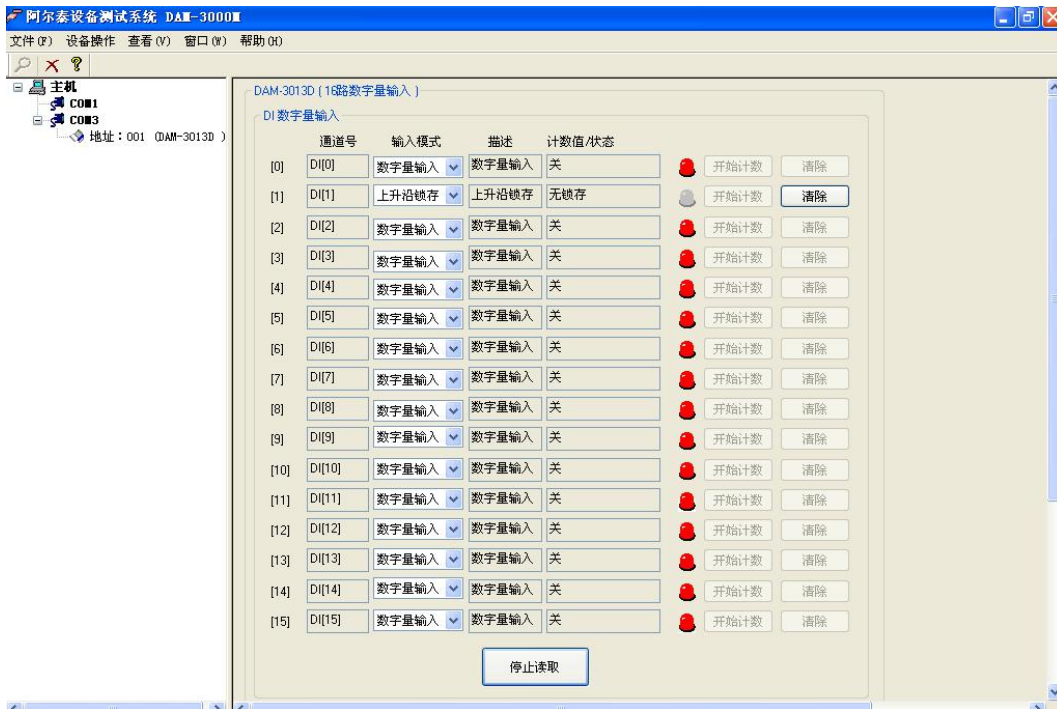 阿尔泰设备测试系统 DAM-3000M
文件(F) 设备操作 查看(V) 窗口(W) 帮助(H)
主机
COM1
COM3
地址：001 (DAM-3013D )
DAM-3013D ( 16路数字量输入 )
DI 数字量输入
通道号 输入模式 描述 计数值/状态
[0] DI[0] 数字量输入 数字量输入 关 开始计数 清除
[1] DI[1] 上升沿锁存 上升沿锁存 无锁存 开始计数 清除
[2] DI[2] 数字量输入 数字量输入 关 开始计数 清除
[3] DI[3] 数字量输入 数字量输入 关 开始计数 清除
[4] DI[4] 数字量输入 数字量输入 关 开始计数 清除
[5] DI[5] 数字量输入 数字量输入 关 开始计数 清除
[6] DI[6] 数字量输入 数字量输入 关 开始计数 清除
[7] DI[7] 数字量输入 数字量输入 关 开始计数 清除
[8] DI[8] 数字量输入 数字量输入 关 开始计数 清除
[9] DI[9] 数字量输入 数字量输入 关 开始计数 清除
[10] DI[10] 数字量输入 数字量输入 关 开始计数 清除
[11] DI[11] 数字量输入 数字量输入 关 开始计数 清除
[12] DI[12] 数字量输入 数字量输入 关 开始计数 清除
[13] DI[13] 数字量输入 数字量输入 关 开始计数 清除
[14] DI[14] 数字量输入 数字量输入 关 开始计数 清除
[15] DI[15] 数字量输入 数字量输入 关 开始计数 清除
停止读取